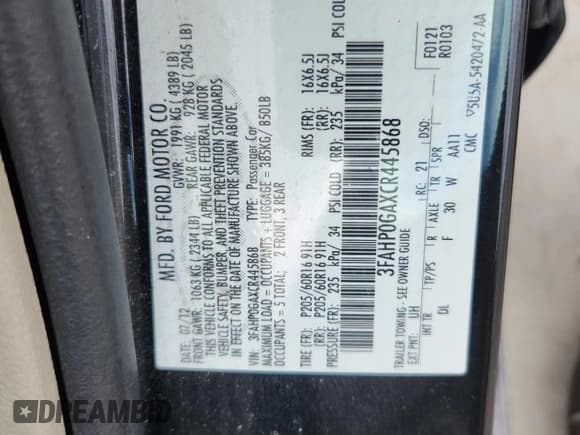 MFD. BY FORD MOTOR CO.
DATE: 07/12 GVWR: 1991 KG ( 4389 LB)
FRONT GAWR: 1063 KG ( 2344 LB) REAR GAWR: 928 KG ( 2045 LB)
THIS VEHICLE CONFORMS TO ALL APPLICABLE FEDERAL MOTOR
VEHICLE SAFETY, BUMPER, AND THEFT PREVENTION STANDARDS
IN EFFECT ON THE DATE OF MANUFACTURE SHOWN ABOVE.
VIN: 3FAHP0GAXCR445868 TYPE: Passenger Car
MAXIMUM LOAD = OCCUPANTS + LUGGAGE = 385KG/ 850LB
OCCUPANTS = 5 TOTAL: 2 FRONT, 3 REAR
TIRE (FR): P205/60R16 91H RIMS (FR): 16X6.5J
(RR): P205/60R16 91H (RR): 16X6.5J
PRESSURE (FR): 235 kPa/ 34 PSI COLD (RR): 235 kPa/ 34 PSI COL
3FAHP0GAXCR445868
F0121
R0103
TRAILER TOWING - SEE OWNER GUIDE
EXT PNT: UH RC: 21 DSO:
INT TR TP/PS R AXLE TR SPR
DL F 30 W AA11
CMC 5U5A-5420472-AA
DREAMBID